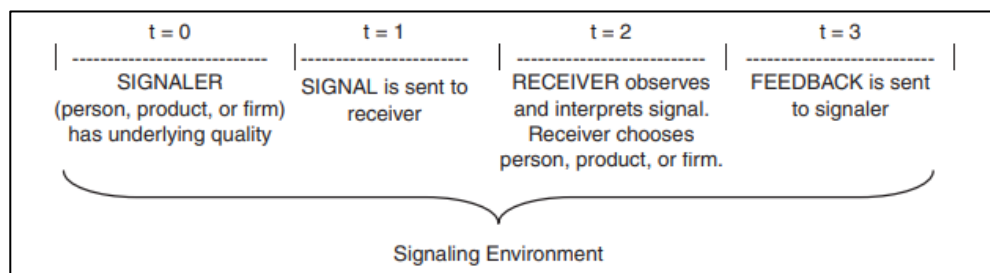 t = 0
t = 1
t = 2
t = 3
SIGNALER
(person, product, or firm)
has underlying quality
SIGNAL is sent to
receiver
RECEIVER observes
and interprets signal.
Receiver chooses
person, product, or firm.
FEEDBACK is sent
to signaler
Signaling Environment